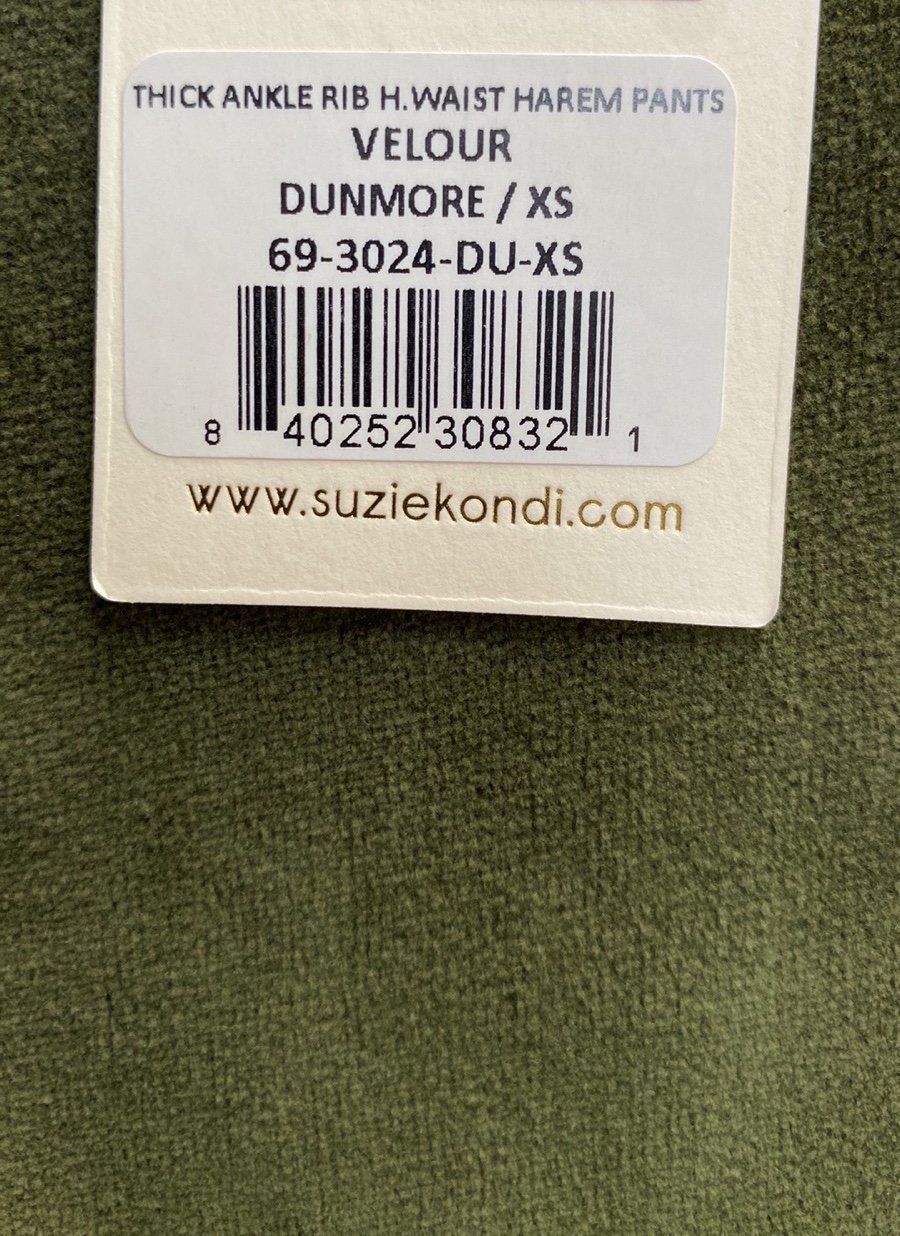 THICK ANKLE RIB H.WAIST HAREM PANTS
VELOUR
DUNMORE / XS
69-3024-DU-XS
8 40252 30832 1
www.suziekondi.com